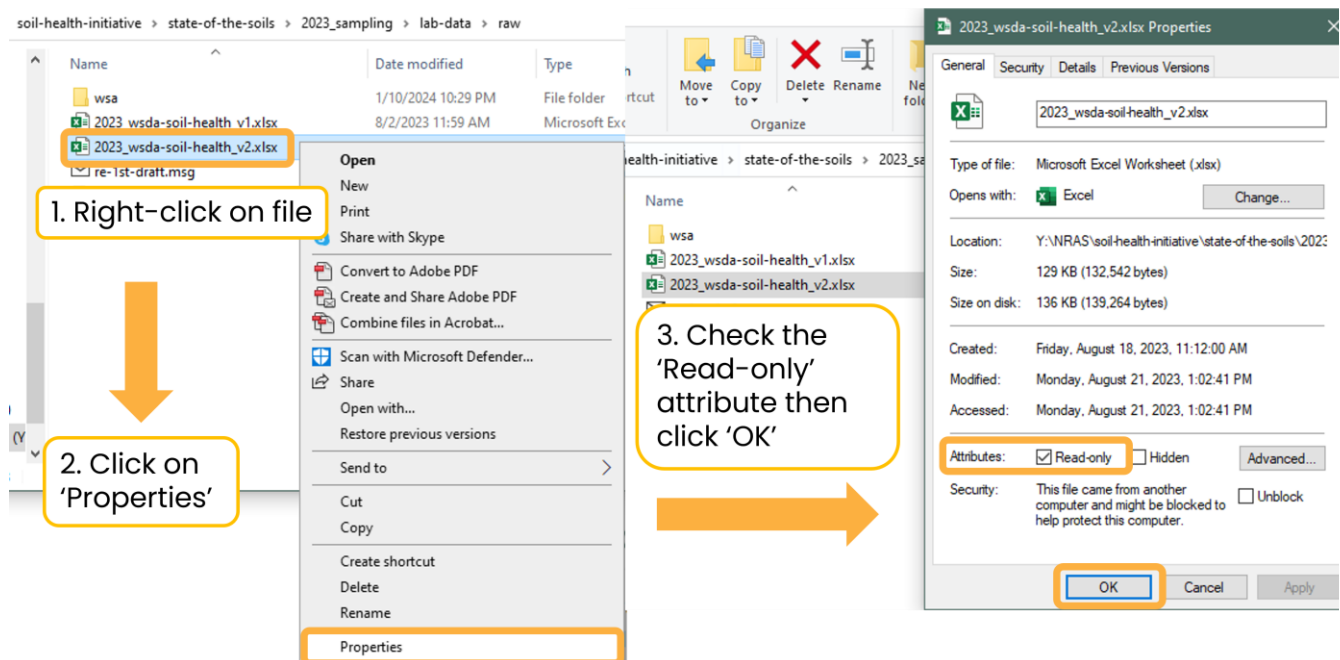 soil-health-initiative > state-of-the-soils > 2023_sampling > lab-data > raw
Name Date modified Type
wsa 1/10/2024 10:29 PM File folder
2023_wsda-soil-health_v1.xlsx 8/2/2023 11:59 AM Microsoft Exc
2023_wsda-soil-health_v2.xlsx
re-1st-draft.msg
1. Right-click on file
2. Click on
‘Properties’
(Y
Open
New
Print
Share with Skype
Convert to Adobe PDF
Create and Share Adobe PDF
Combine files in Acrobat...
Scan with Microsoft Defender...
Share
Open with...
Restore previous versions
Send to
Cut
Copy
Create shortcut
Delete
Rename
Properties
Move
to
Copy
to
Delete
Rename
Ne
fol
rtcut
Organize
ealth-initiative > state-of-the-soils > 2023_sa
Name
wsa
2023_wsda-soil-health_v1.xlsx
2023_wsda-soil-health_v2.xlsx
3. Check the
‘Read-only’
attribute then
click ‘OK’
2023_wsda-soil-health_v2.xlsx Properties
General Security Details Previous Versions
2023_wsda-soil-health_v2.xlsx
Type of file: Microsoft Excel Worksheet (.xlsx)
Opens with: Excel Change...
Location: Y:\NRAS\soil-health-initiative\state-of-the-soils\2023
Size: 129 KB (132,542 bytes)
Size on disk: 136 KB (139,264 bytes)
Created: Friday, August 18, 2023, 11:12:00 AM
Modified: Monday, August 21, 2023, 1:02:41 PM
Accessed: Monday, August 21, 2023, 1:02:41 PM
Attributes: Read-only Hidden Advanced...
Security: This file came from another
computer and might be blocked to
help protect this computer.
Unblock
OK Cancel Apply